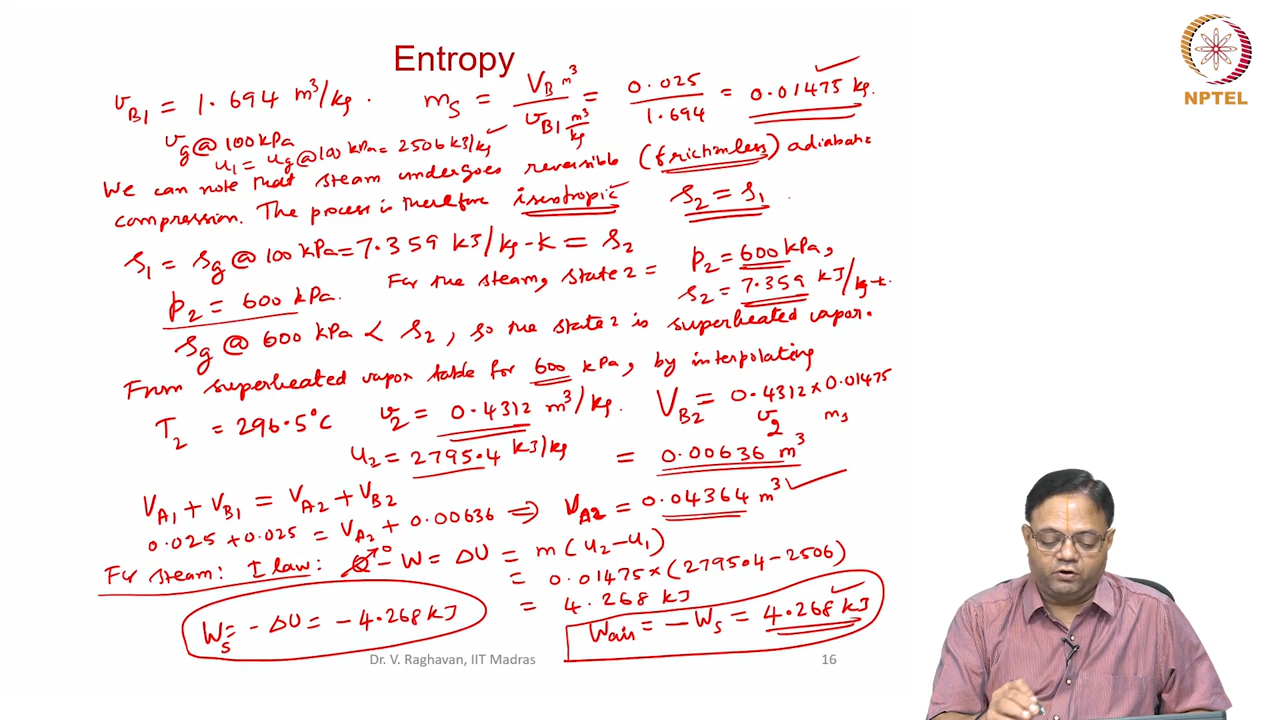 Entropy
NPTEL
v_B1 = 1.694 m³/kg. m_s = V_B m³ / v_B1 m³/kg = 0.025 / 1.694 = 0.01475 kg.
v_g @ 100 kPa
u_1 = u_g @ 100 kPa = 2506 kJ/kg
We can note that steam undergoes reversible (frictionless) adiabatic
compression. The process is therefore isentropic s_2 = s_1
s_1 = s_g @ 100 kPa = 7.359 kJ/kg-K = s_2
p_2 = 600 kPa. For the steam, state 2 = p_2 = 600 kPa,
s_2 = 7.359 kJ/kg-K.
s_g @ 600 kPa < s_2, so the state 2 is superheated vapor.
From superheated vapor table for 600 kPa, by interpolating
T_2 = 296.5°C v_2 = 0.4312 m³/kg. V_B2 = 0.4312 × 0.01475
v_2 m_s
u_2 = 2795.4 kJ/kg = 0.00636 m³
V_A1 + V_B1 = V_A2 + V_B2
0.025 + 0.025 = V_A2 + 0.00636 ⇒ V_A2 = 0.04364 m³
For steam: I law: Q→0 - W = ΔU = m(u_2 - u_1)
= 0.01475 × (2795.4 - 2506)
= 4.268 kJ
W_s = - ΔU = - 4.268 kJ
W_air = - W_s = 4.268 kJ
Dr. V. Raghavan, IIT Madras
16